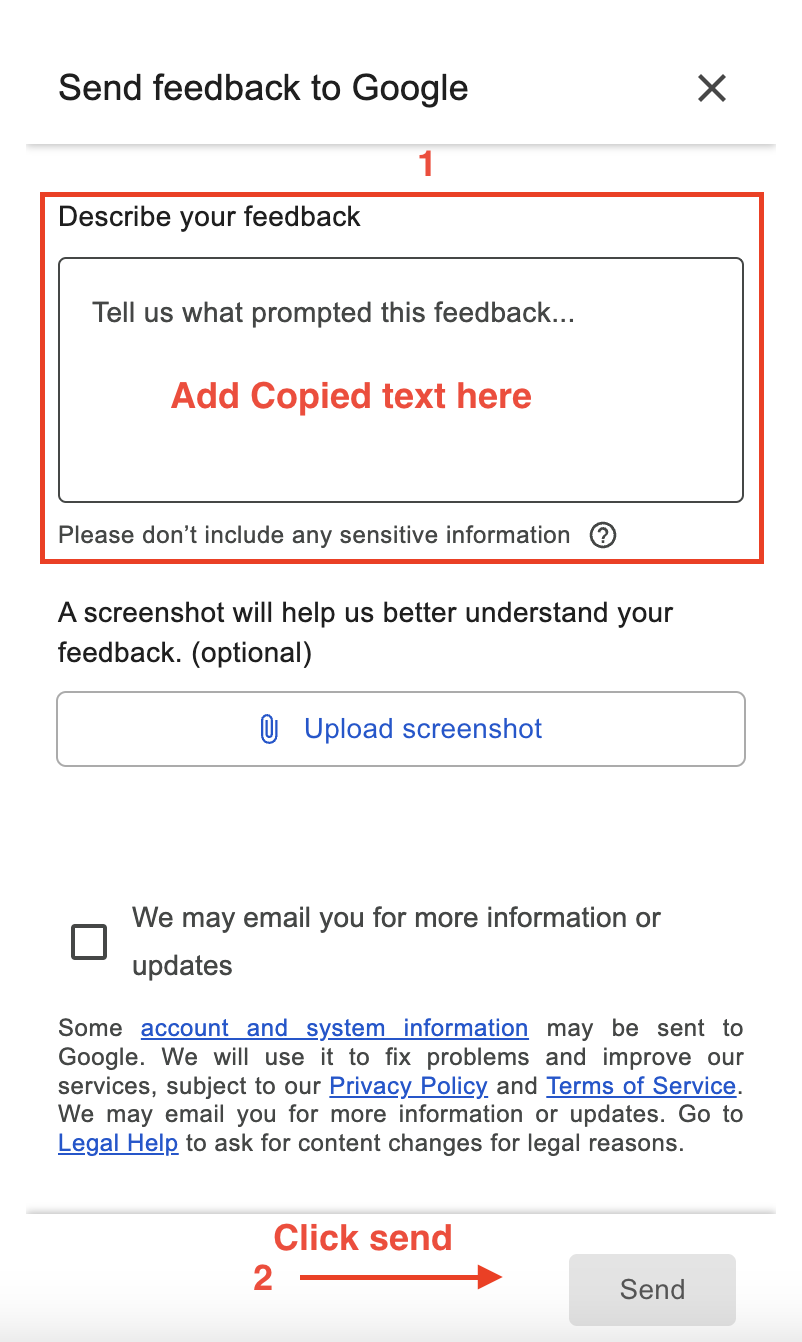 Send feedback to Google
1
Describe your feedback
Tell us what prompted this feedback...
Add Copied text here
Please don’t include any sensitive information
A screenshot will help us better understand your
feedback. (optional)
Upload screenshot
We may email you for more information or
updates
Some account and system information may be sent to
Google. We will use it to fix problems and improve our
services, subject to our Privacy Policy and Terms of Service.
We may email you for more information or updates. Go to
Legal Help to ask for content changes for legal reasons.
Click send
2
Send